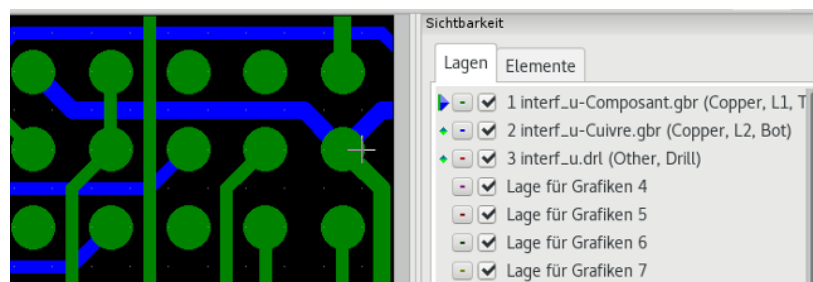 Sichtbarkeit
Lagen Elemente
1 interf_u-Composant.gbr (Copper, L1, T
2 interf_u-Cuivre.gbr (Copper, L2, Bot)
3 interf_u.drl (Other, Drill)
Lage für Grafiken 4
Lage für Grafiken 5
Lage für Grafiken 6
Lage für Grafiken 7